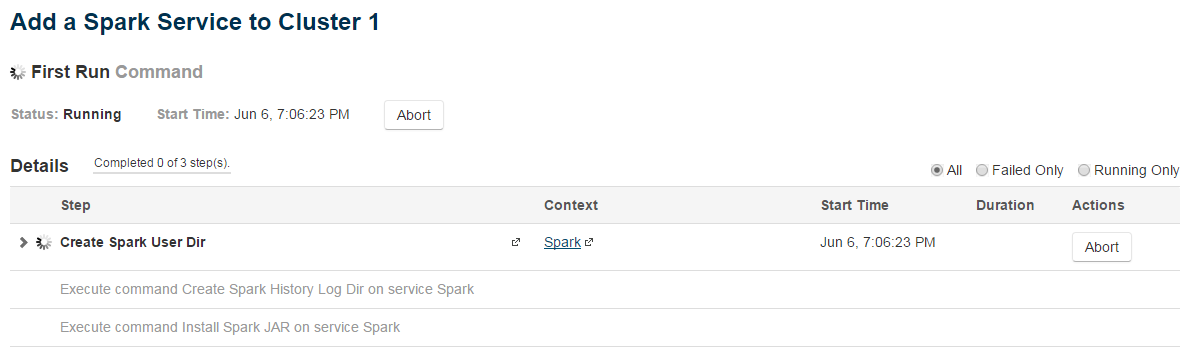 Add a Spark Service to Cluster 1
First Run Command
Status: Running Start Time: Jun 6, 7:06:23 PM Abort
Details Completed 0 of 3 step(s). All Failed Only Running Only
Step Context Start Time Duration Actions
Create Spark User Dir Spark Jun 6, 7:06:23 PM Abort
Execute command Create Spark History Log Dir on service Spark
Execute command Install Spark JAR on service Spark